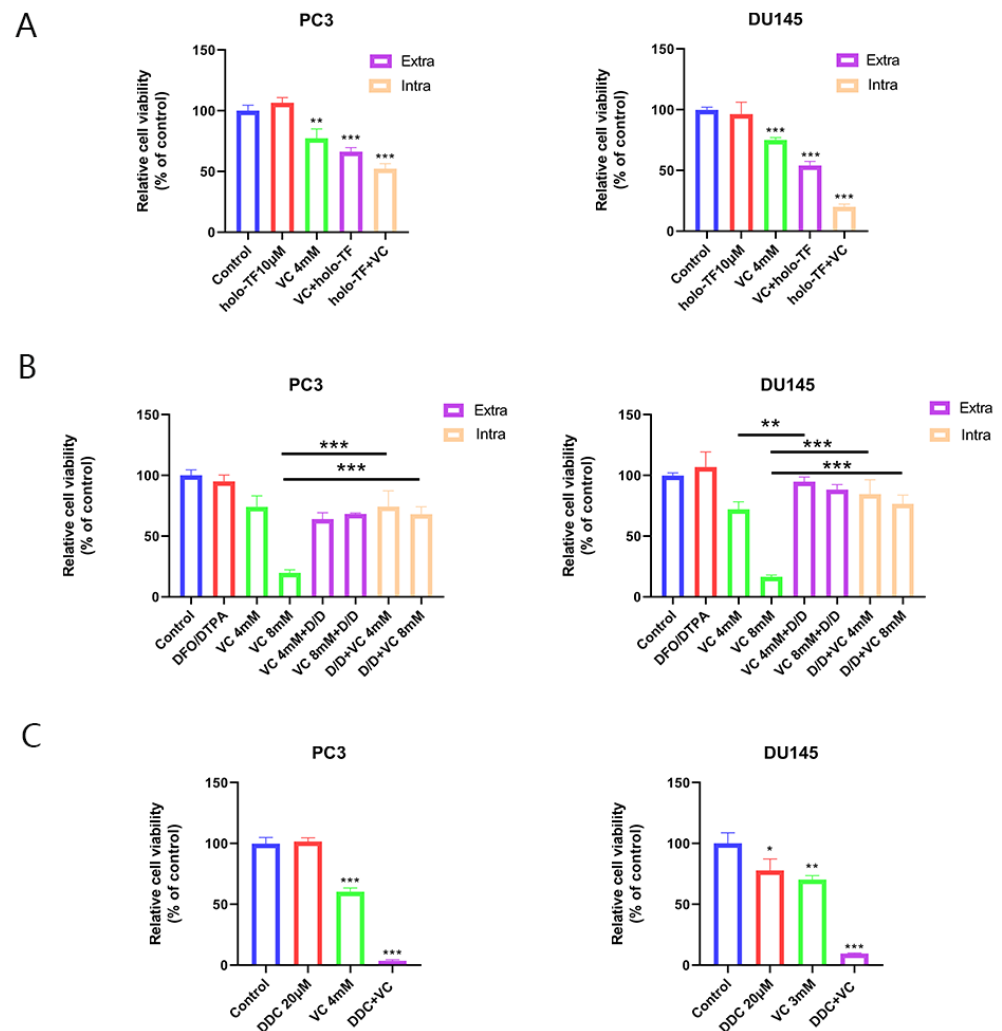 A
PC3
Relative cell viability
(% of control)
150
100
50
0
**
***
***
Extra
Intra
Control
holo-TF10μM
VC 4mM
VC+holo-TF
holo-TF+VC
DU145
Relative cell viability
(% of control)
150
100
50
0
***
***
***
Extra
Intra
Control
holo-TF10μM
VC 4mM
VC+holo-TF
holo-TF+VC
B
PC3
Relative cell viability
(% of control)
150
100
50
0
***
***
Extra
Intra
Control
DFO/DTPA
VC 4mM
VC 8mM
VC 4mM+D/D
VC 8mM+D/D
D/D+VC 4mM
D/D+VC 8mM
DU145
Relative cell viability
(% of control)
150
100
50
0
**
***
***
Extra
Intra
Control
DFO/DTPA
VC 4mM
VC 8mM
VC 4mM+D/D
VC 8mM+D/D
D/D+VC 4mM
D/D+VC 8mM
C
PC3
Relative cell viability
(% of control)
150
100
50
0
***
***
Control
DDC 20μM
VC 4mM
DDC+VC
DU145
Relative cell viability
(% of control)
150
100
50
0
*
**
***
Control
DDC 20μM
VC 3mM
DDC+VC